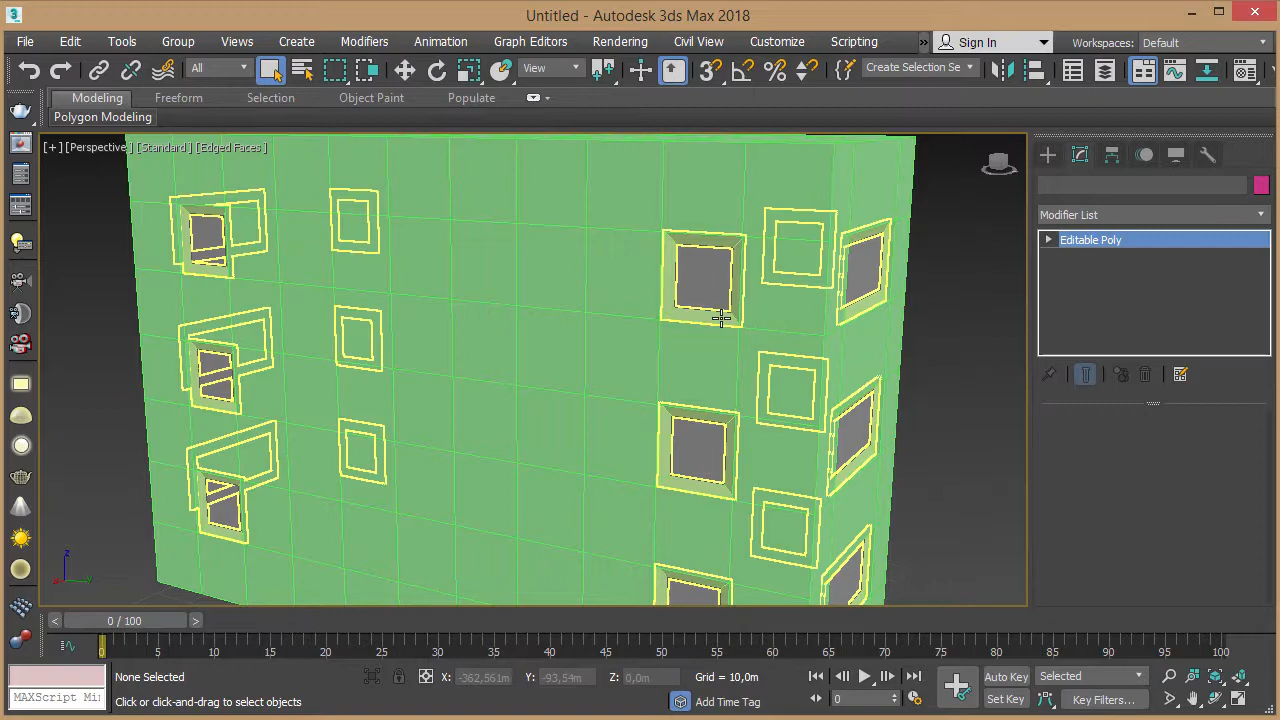 Untitled - Autodesk 3ds Max 2018
File Edit Tools Group Views Create Modifiers Animation Graph Editors Rendering Civil View Customize Scripting » Sign In Workspaces: Default
All View Create Selection Se
Modeling Freeform Selection Object Paint Populate
Polygon Modeling
[+] [Perspective] [Standard] [Edged Faces]
Modifier List
Editable Poly
z
y
< 0 / 100 >
0 5 10 15 20 25 30 35 40 45 50 55 60 65 70 75 80 85 90 95 100
None Selected X: -362,561m Y: -93,54m Z: 0,0m Grid = 10,0m Auto Key Selected
MAXScript Mi Click or click-and-drag to select objects Add Time Tag 0 Set Key Key Filters...